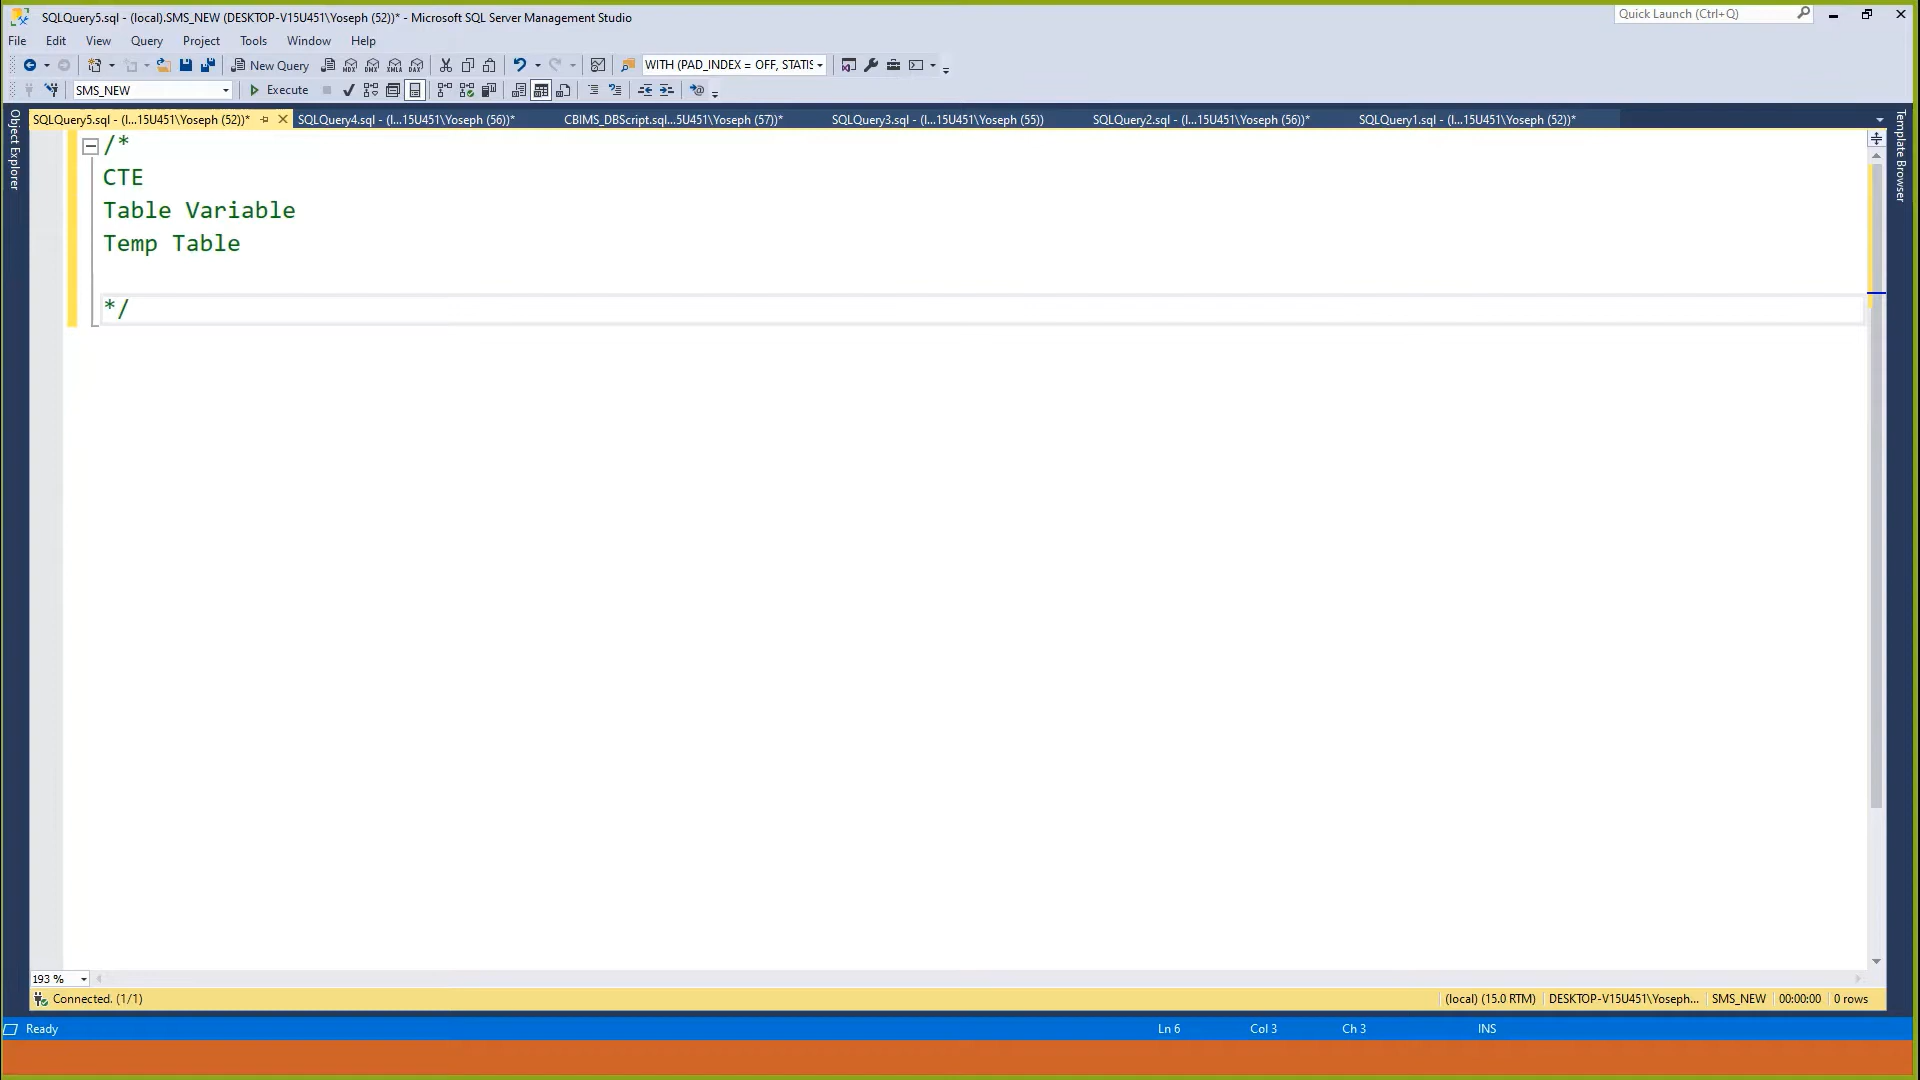 SQLQuery5.sql - (local).SMS_NEW (DESKTOP-V15U451\Yoseph (52))* - Microsoft SQL Server Management Studio
Quick Launch (Ctrl+Q)
File Edit View Query Project Tools Window Help
New Query
WITH (PAD_INDEX = OFF, STATIS
SMS_NEW
Execute
SQLQuery5.sql - (l...15U451\Yoseph (52))*
SQLQuery4.sql - (l...15U451\Yoseph (56))*
CBIMS_DBScript.sql...5U451\Yoseph (57))*
SQLQuery3.sql - (l...15U451\Yoseph (55))
SQLQuery2.sql - (l...15U451\Yoseph (56))*
SQLQuery1.sql - (l...15U451\Yoseph (52))*
Object Explorer
Template Browser
/*
CTE
Table Variable
Temp Table
*/
193 %
Connected. (1/1)
(local) (15.0 RTM) DESKTOP-V15U451\Yoseph... SMS_NEW 00:00:00 0 rows
Ready
Ln 6 Col 3 Ch 3 INS